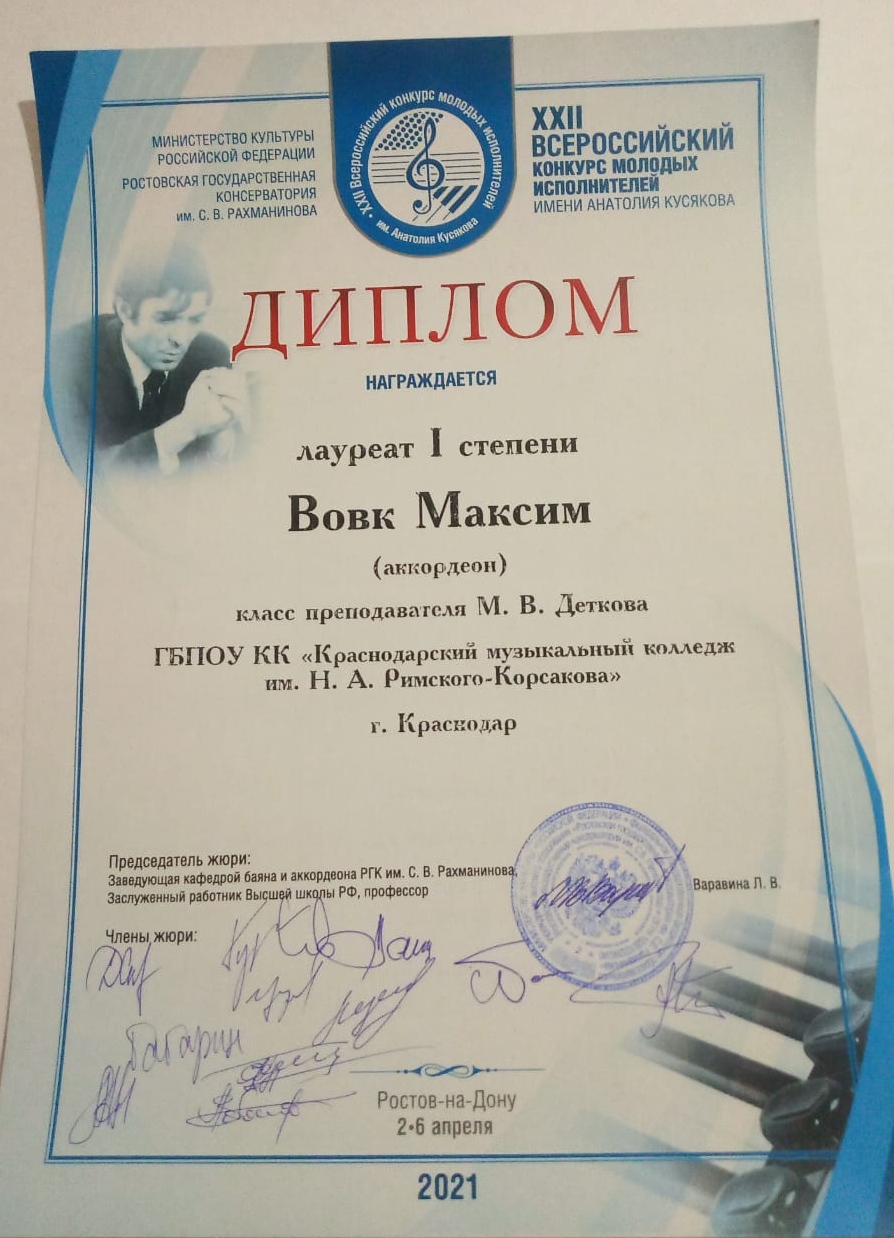 МИНИСТЕРСТВО КУЛЬТУРЫ
РОССИЙСКОЙ ФЕДЕРАЦИИ
РОСТОВСКАЯ ГОСУДАРСТВЕННАЯ
КОНСЕРВАТОРИЯ
ИМ. С. В. РАХМАНИНОВА
• XXII Всероссийский конкурс молодых исполнителей •
им. Анатолия Кусякова
XXII
ВСЕРОССИЙСКИЙ
КОНКУРС МОЛОДЫХ
ИСПОЛНИТЕЛЕЙ
ИМЕНИ АНАТОЛИЯ КУСЯКОВА
ДИПЛОМ
НАГРАЖДАЕТСЯ
лауреат I степени
Вовк Максим
(аккордеон)
класс преподавателя М. В. Деткова
ГБПОУ КК «Краснодарский музыкальный колледж
им. Н. А. Римского-Корсакова»
г. Краснодар
Председатель жюри:
Заведующая кафедрой баяна и аккордеона РГК им. С. В. Рахманинова,
Заслуженный работник Высшей школы РФ, профессор
Варавина Л. В.
Члены жюри:
Ростов-на-Дону
2•6 апреля
2021